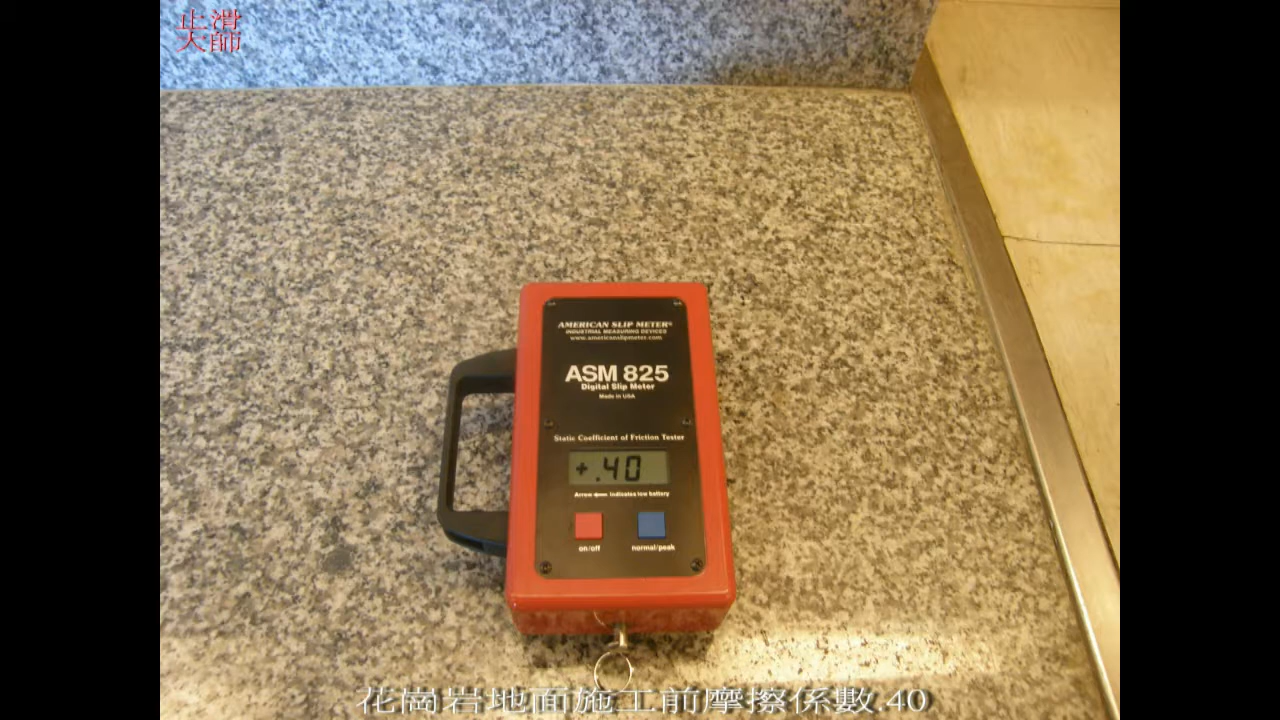 止滑
大師
AMERICAN SLIP METER®
INDUSTRIAL MEASURING DEVICES
www.americanslipmeter.com
ASM 825
Digital Slip Meter
Made in USA
Static Coefficient of Friction Tester
+.40
Arrow ⟵ indicates low battery
on/off normal/peak
花崗岩地面施工前摩擦係數.40